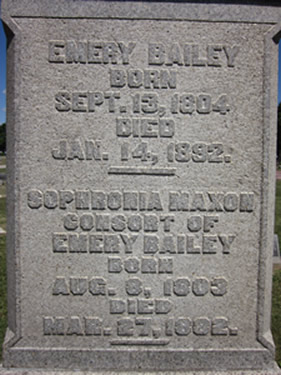 EMERY BAILEY
BORN
SEPT. 13, 1804
DIED
JAN. 14, 1892.
SOPHRONIA MAXON
CONSORT OF
EMERY BAILEY
BORN
AUG. 8, 1803
DIED
MAR. 27, 1882.